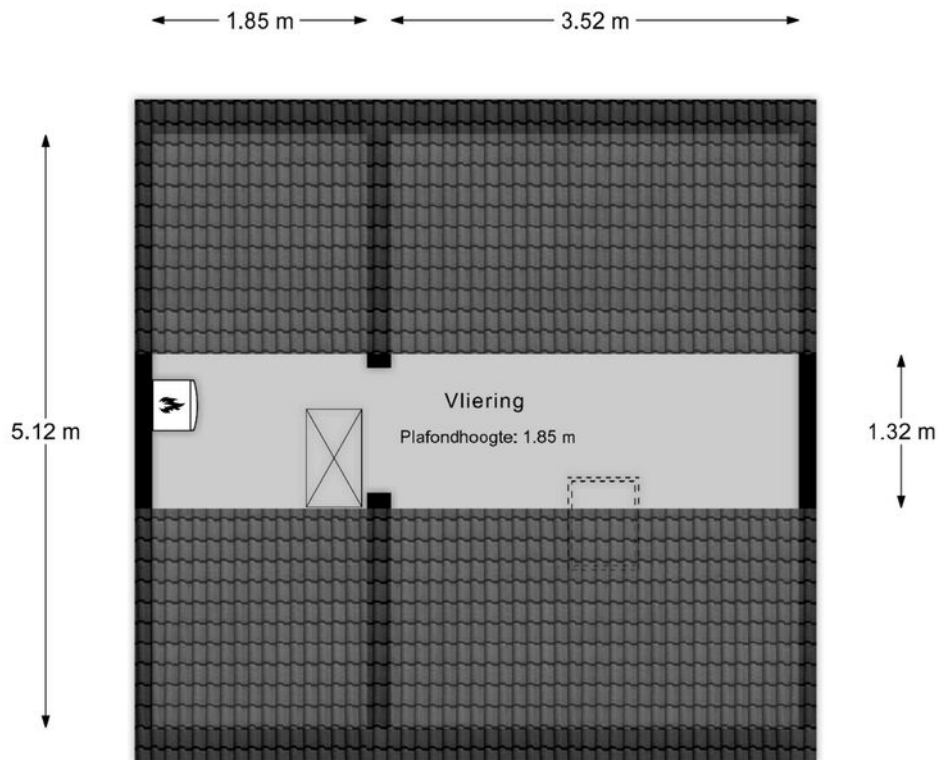 1.85 m
3.52 m
5.12 m
Vliering
Plafondhoogte: 1.85 m
1.32 m